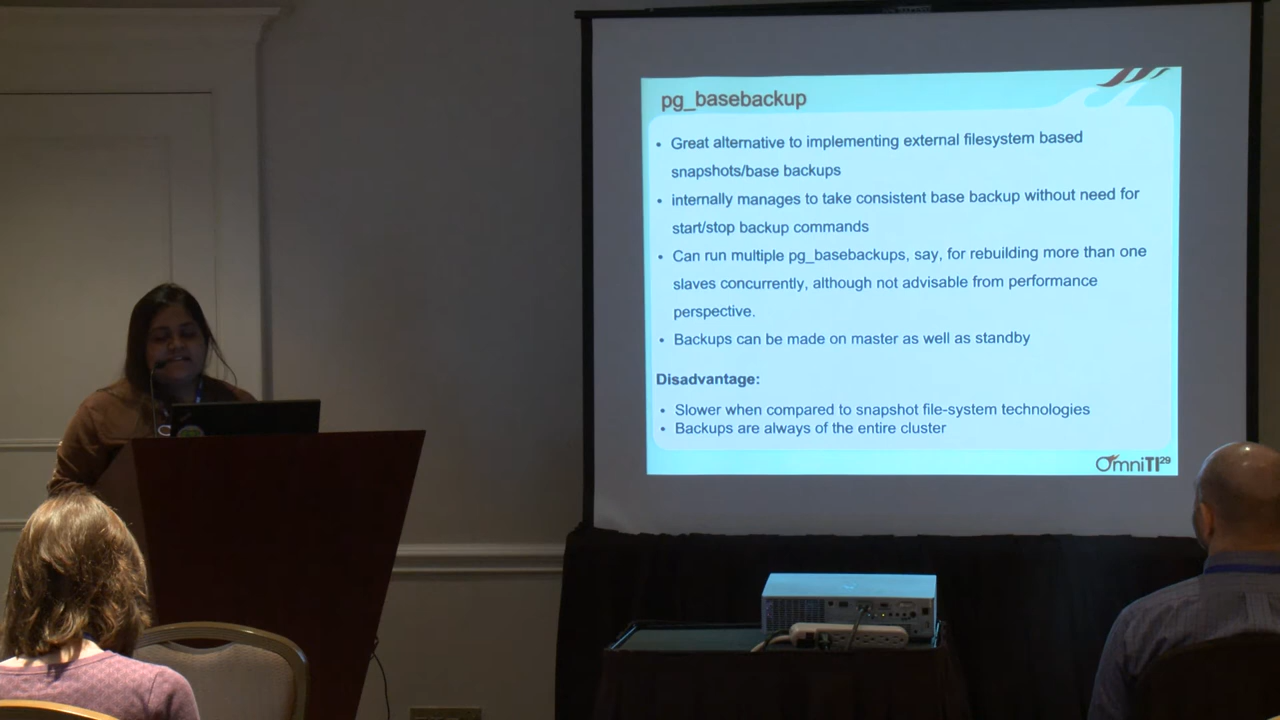 pg_basebackup
• Great alternative to implementing external filesystem based
snapshots/base backups
• internally manages to take consistent base backup without need for
start/stop backup commands
• Can run multiple pg_basebackups, say, for rebuilding more than one
slaves concurrently, although not advisable from performance
perspective.
• Backups can be made on master as well as standby
Disadvantage:
• Slower when compared to snapshot file-system technologies
• Backups are always of the entire cluster
OmniTI 29